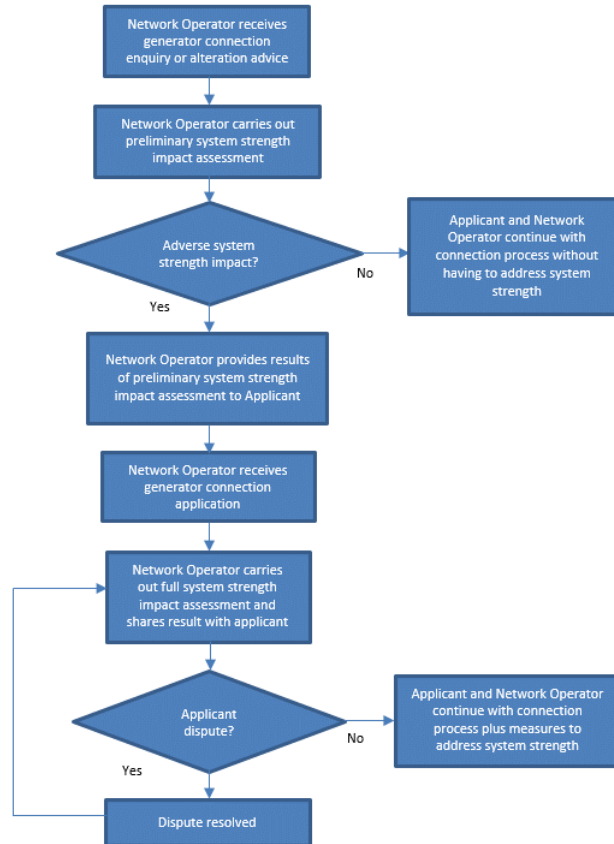 Network Operator receives
generator connection
enquiry or alteration advice
Network Operator carries out
preliminary system strength
impact assessment
Adverse system
strength impact?
No
Applicant and Network
Operator continue with
connection process without
having to address system
strength
Yes
Network Operator provides results
of preliminary system strength
impact assessment to Applicant
Network Operator receives
generator connection
application
Network Operator carries
out full system strength
impact assessment and
shares result with applicant
Applicant
dispute?
No
Applicant and Network Operator
continue with connection
process plus measures to
address system strength
Yes
Dispute resolved